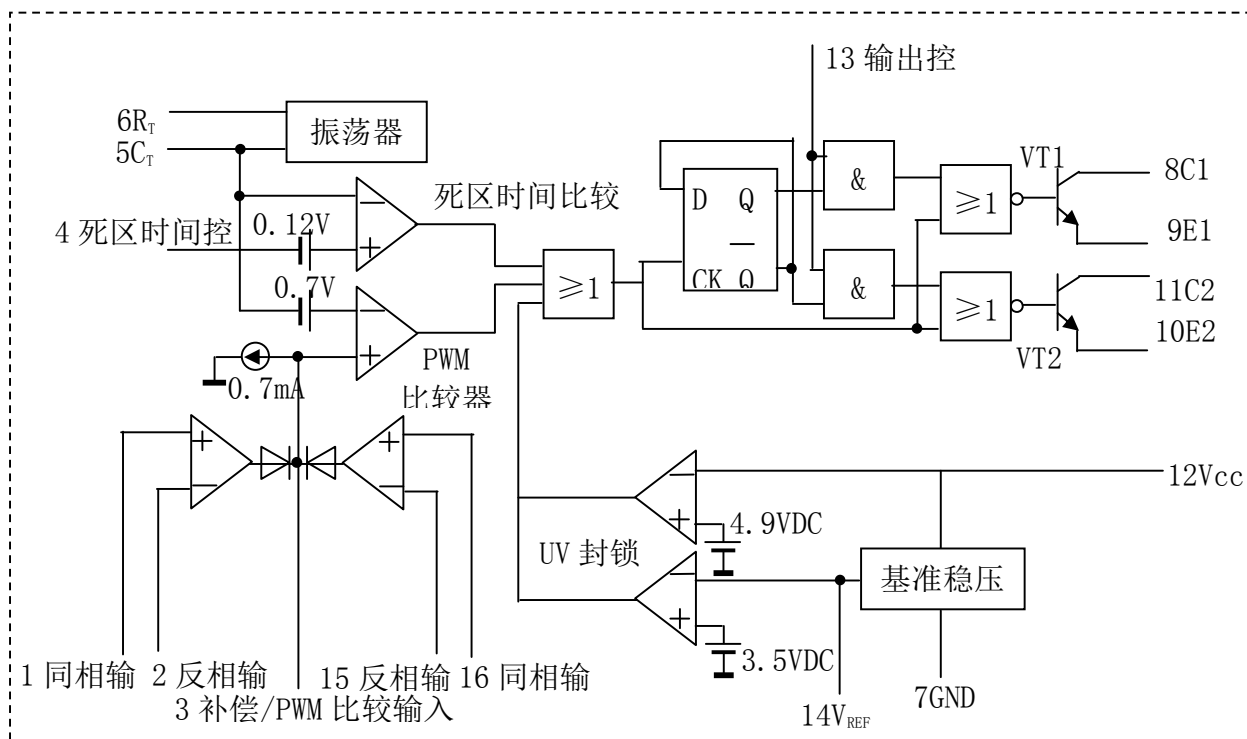 13 输出控
6R_T
5C_T
振荡器
死区时间比较
4 死区时间控
0.12V
0.7V
−
+
−
+
0.7mA
PWM
比较器
≥1
D Q
CK Q
&
&
≥1
≥1
VT1
VT2
8C1
9E1
11C2
10E2
+
−
+
−
12Vcc
−
+
4.9VDC
UV 封锁
−
+
3.5VDC
基准稳压
1 同相输
2 反相输
15 反相输
16 同相输
3 补偿/PWM 比较输入
14V_REF
7GND